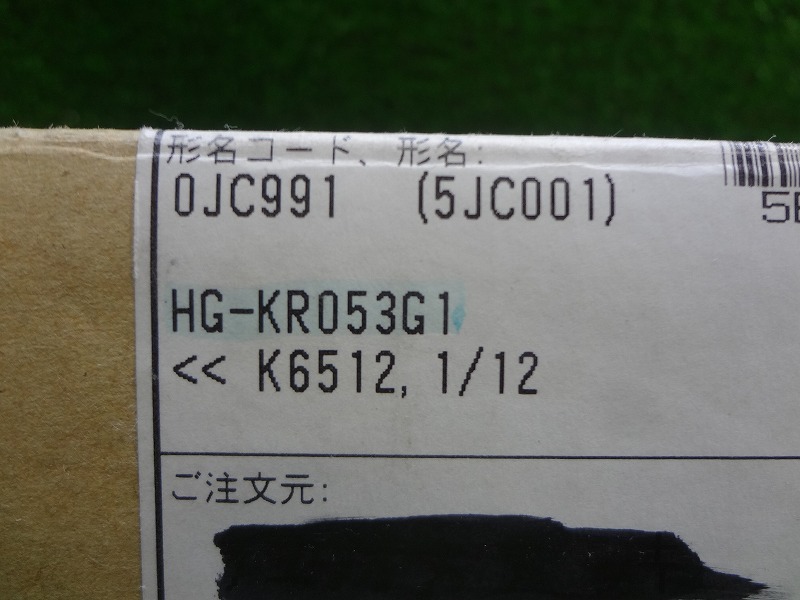 形名コード、形名:
0JC991 (5JC001)
HG-KR053G1
<< K6512, 1/12
ご注文元: